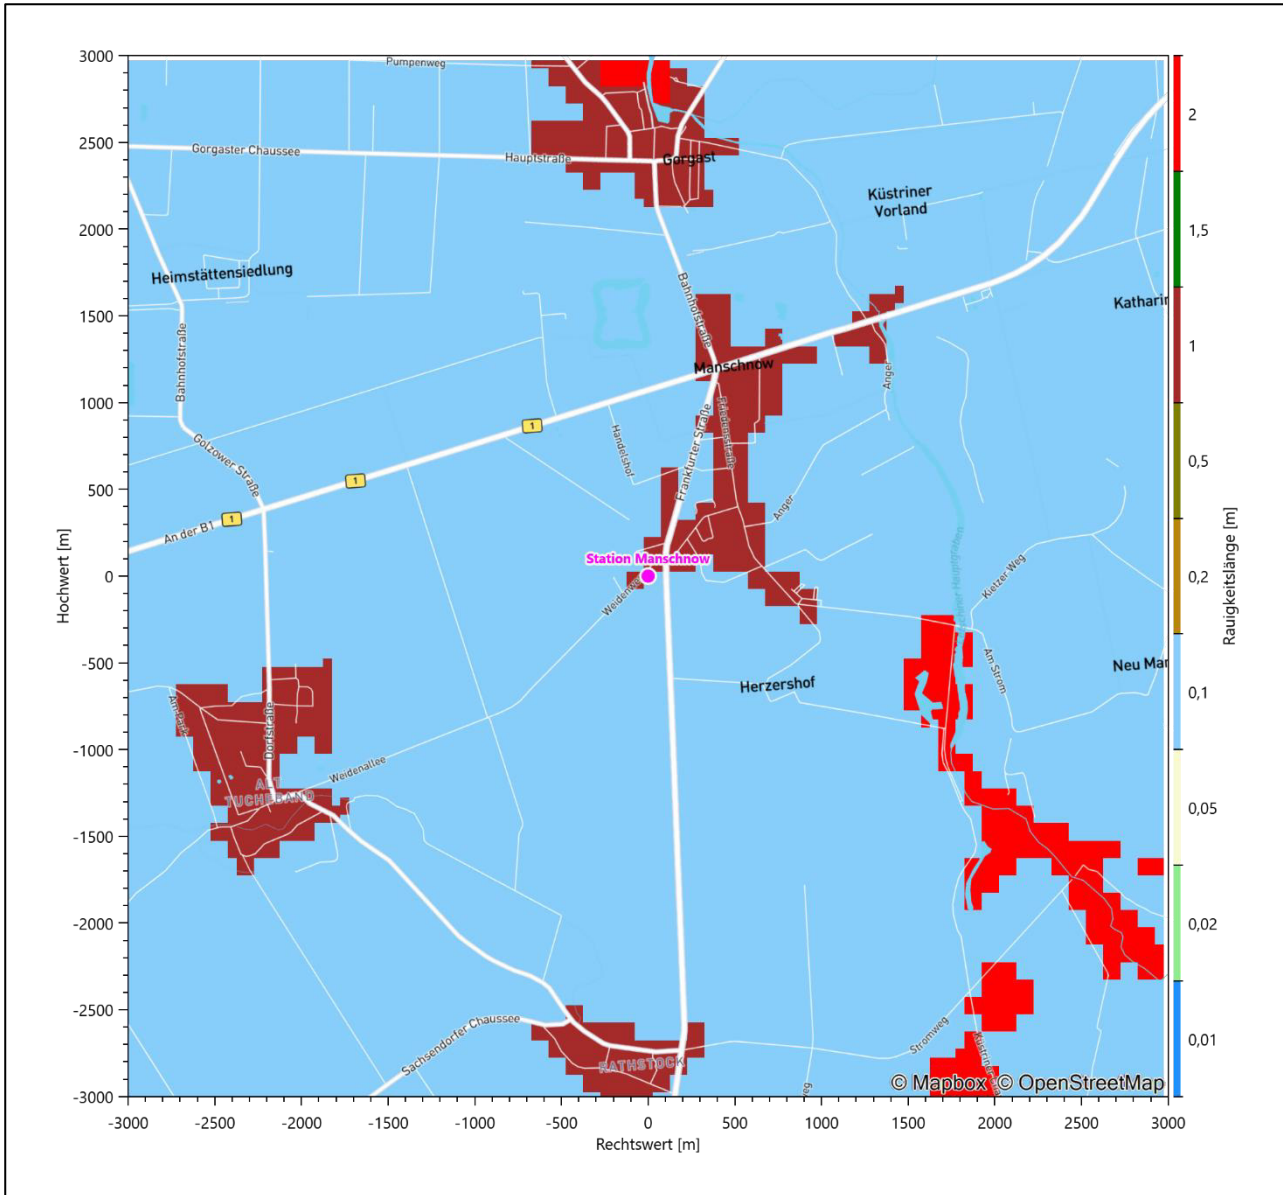 3000
2500
2000
1500
1000
500
0
-500
-1000
-1500
-2000
-2500
-3000
Hochwert [m]
-3000
-2500
-2000
-1500
-1000
-500
0
500
1000
1500
2000
2500
3000
Rechtswert [m]
Pumpenweg
Gorgaster Chaussee
Hauptstraße
Gorgast
Küstriner
Vorland
Heimstättensiedlung
Bahnhofstraße
Bahnhofstraße
Katharin
Manschnow
Anger
Friedensstraße
Frankfurter Straße
Handelshof
1
1
1
Golzower Straße
An der B1
Anger
Station Manschnow
Weidenweg
Kietzer Weg
Am Strom
Neu Man
Herzershof
Am Park
Dorfstraße
ALT
TUCHEBAND
Weidenallee
Sachsendorfer Chaussee
RATHSTOCK
Stromweg
© Mapbox © OpenStreetMap
2
1,5
1
0,5
0,2
0,1
0,05
0,02
0,01
Rauigkeitslänge [m]